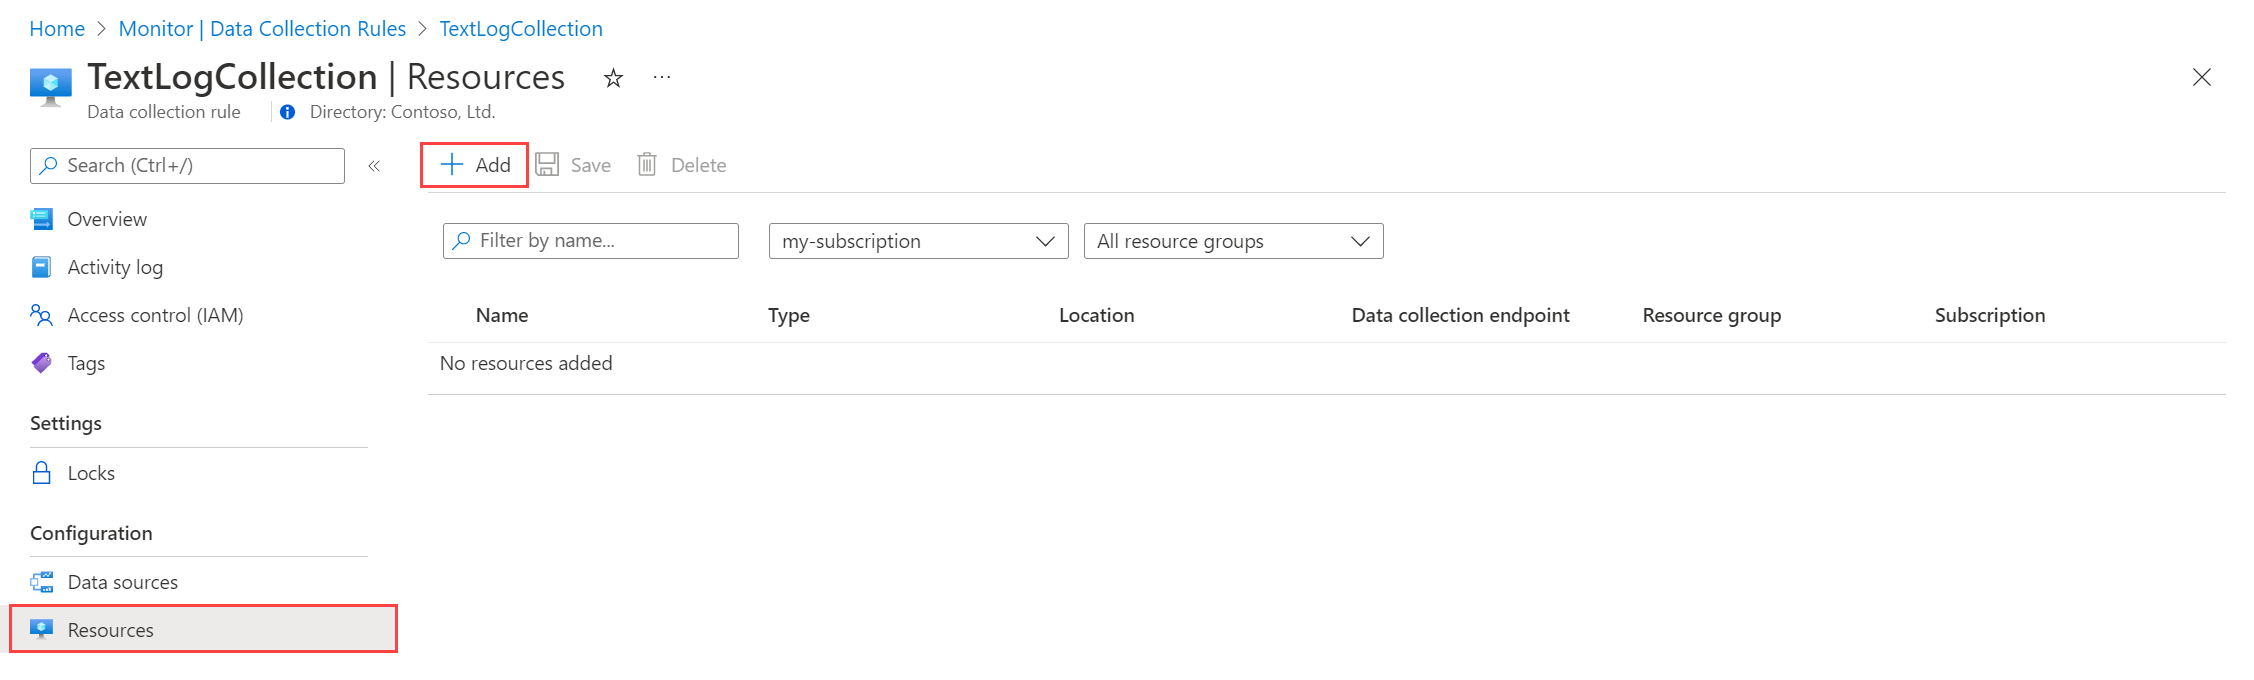 Home > Monitor | Data Collection Rules > TextLogCollection
TextLogCollection | Resources ☆ ···
Data collection rule | Directory: Contoso, Ltd.
Search (Ctrl+/) «
Overview
Activity log
Access control (IAM)
Tags
Settings
Locks
Configuration
Data sources
Resources
+ Add Save Delete
Filter by name... my-subscription All resource groups
Name Type Location Data collection endpoint Resource group Subscription
No resources added